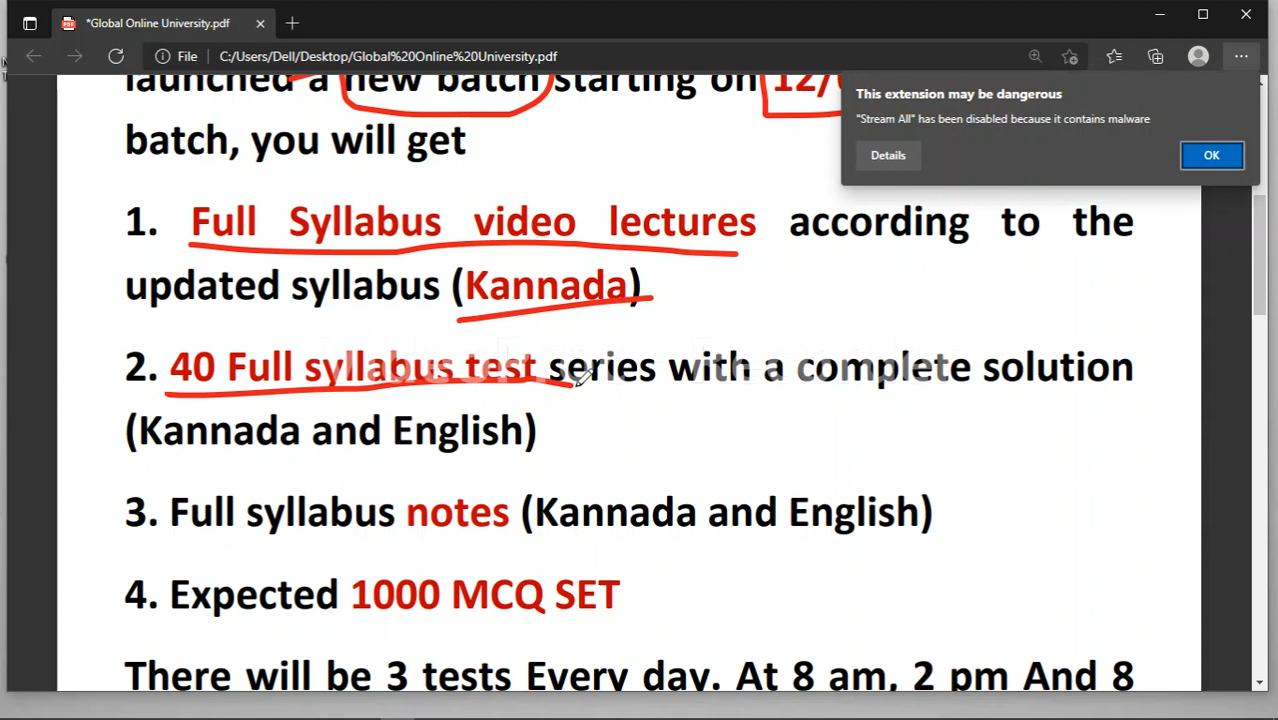 *Global Online University.pdf
File C:/Users/Dell/Desktop/Global%20Online%20University.pdf
launched a new batch starting on 12/
batch, you will get
This extension may be dangerous
"Stream All" has been disabled because it contains malware
Details OK
1. Full Syllabus video lectures according to the
updated syllabus (Kannada)
2. 40 Full syllabus test series with a complete solution
(Kannada and English)
3. Full syllabus notes (Kannada and English)
4. Expected 1000 MCQ SET
There will be 3 tests Every day. At 8 am, 2 pm And 8